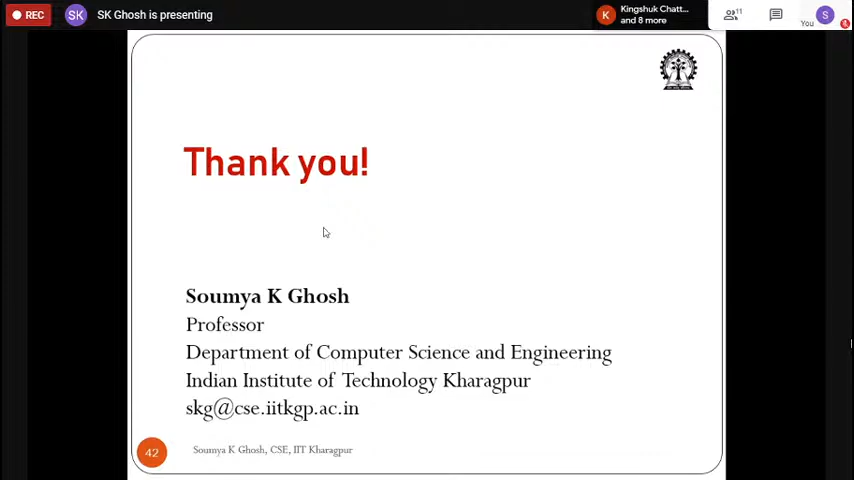 REC
SK
SK Ghosh is presenting
K
Kingshuk Chatt...
and 8 more
11
You
S
Thank you!
Soumya K Ghosh
Professor
Department of Computer Science and Engineering
Indian Institute of Technology Kharagpur
skg@cse.iitkgp.ac.in
42
Soumya K Ghosh, CSE, IIT Kharagpur